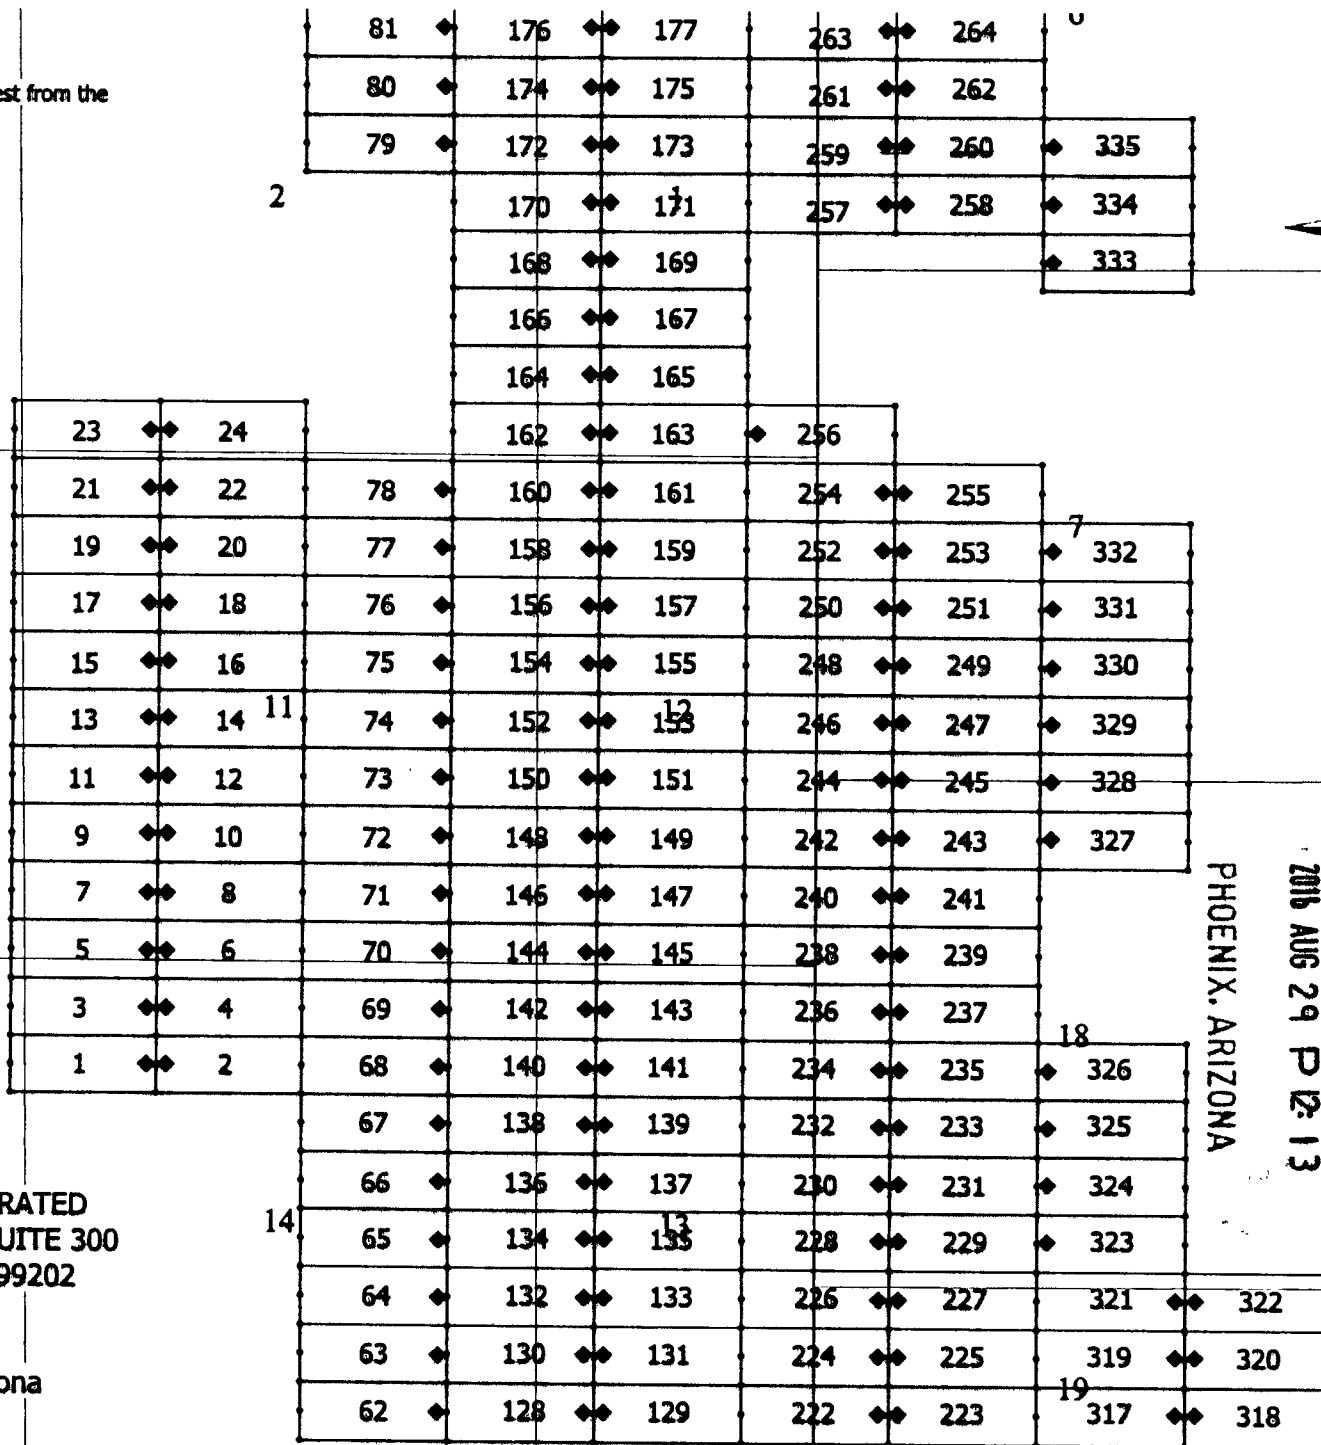 81 176 177 263 264
est from the 80 174 175 261 262
79 172 173 259 260 335
2 170 171 1 257 258 334
168 169 333
166 167
164 165
23 24 162 163 256
21 22 78 160 161 254 255
7
19 20 77 158 159 252 253 332
17 18 76 156 157 250 251 331
15 16 75 154 155 248 249 330
11 12
13 14 74 152 153 246 247 329
11 12 73 150 151 244 245 328
9 10 72 148 149 242 243 327
7 8 71 146 147 240 241
5 6 70 144 145 238 239
3 4 69 142 143 236 237
18
1 2 68 140 141 234 235 326
67 138 139 232 233 325
66 136 137 230 231 324
RATED
14 13
UITE 300 65 134 135 228 229 323
99202
64 132 133 226 227 321 322
63 130 131 224 225 319 320
ona 19
62 128 129 222 223 317 318
PHOENIX, ARIZONA
2016 AUG 29 P 12: 13